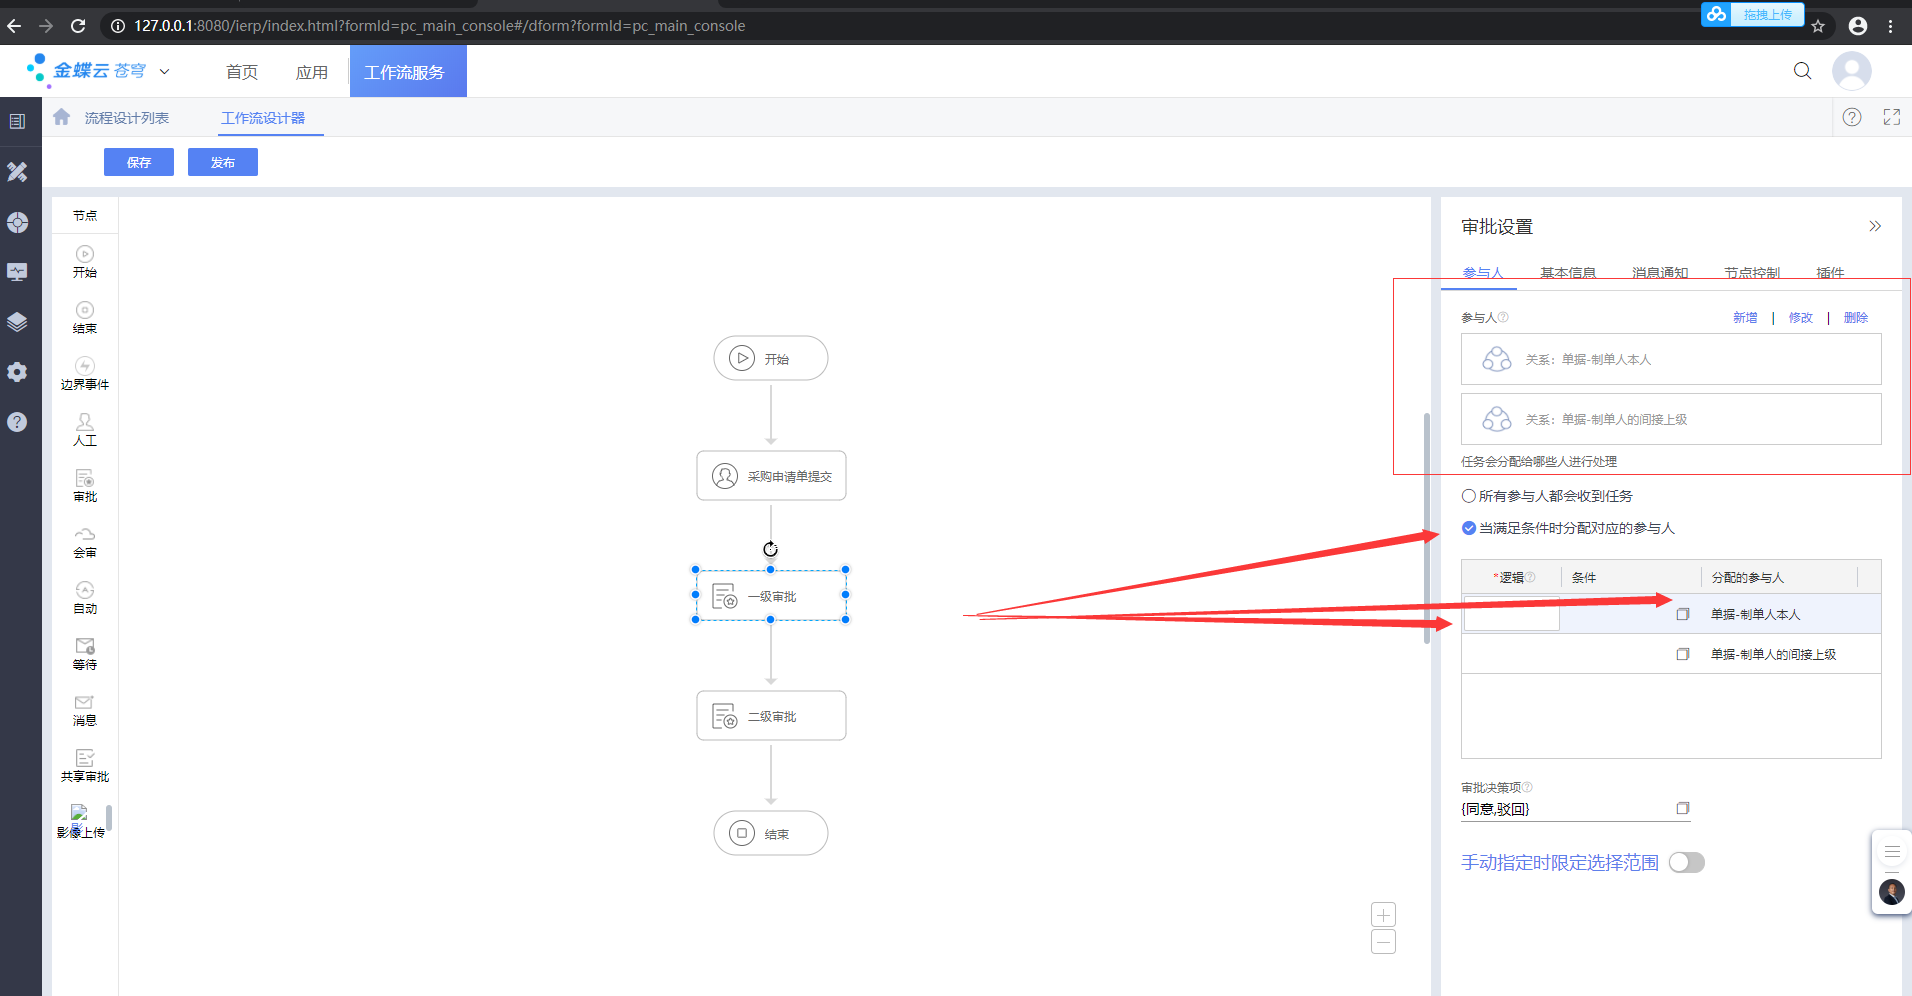 127.0.0.1:8080/ierp/index.html?formId=pc_main_console#/dform?formId=pc_main_console
拖拽上传
金蝶云 苍穹
首页
应用
工作流服务
流程设计列表
工作流设计器
保存
发布
节点
开始
结束
边界事件
人工
审批
会审
自动
等待
消息
共享审批
影像上传
开始
采购申请单提交
一级审批
二级审批
结束
审批设置
参与人
基本信息
消息通知
节点控制
插件
参与人
新增 | 修改 | 删除
关系：单据-制单人本人
关系：单据-制单人的间接上级
任务会分配给哪些人进行处理
所有参与人都会收到任务
当满足条件时分配对应的参与人
*逻辑 条件 分配的参与人
单据-制单人本人
单据-制单人的间接上级
审批决策项
{同意,驳回}
手动指定时限定选择范围